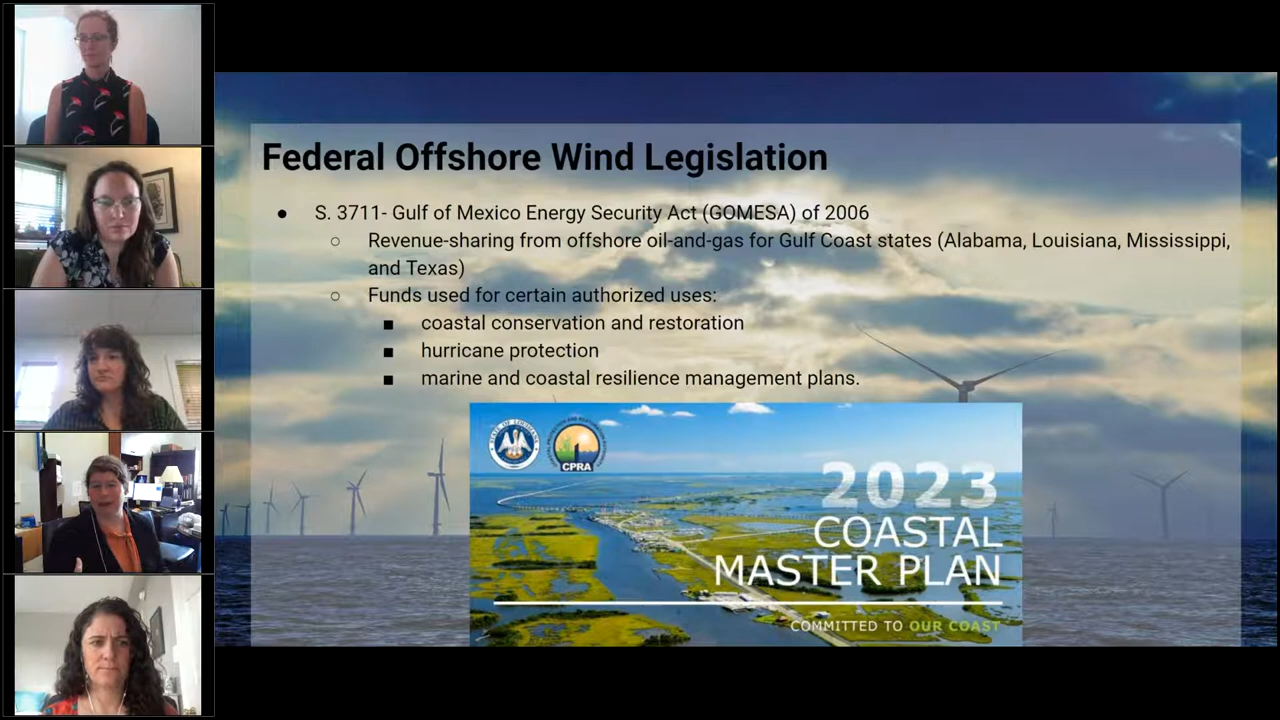 Federal Offshore Wind Legislation
● S. 3711- Gulf of Mexico Energy Security Act (GOMESA) of 2006
○ Revenue-sharing from offshore oil-and-gas for Gulf Coast states (Alabama, Louisiana, Mississippi,
and Texas)
○ Funds used for certain authorized uses:
■ coastal conservation and restoration
■ hurricane protection
■ marine and coastal resilience management plans.
STATE OF LOUISIANA
CPRA
2023
COASTAL
MASTER PLAN
COMMITTED TO OUR COAST